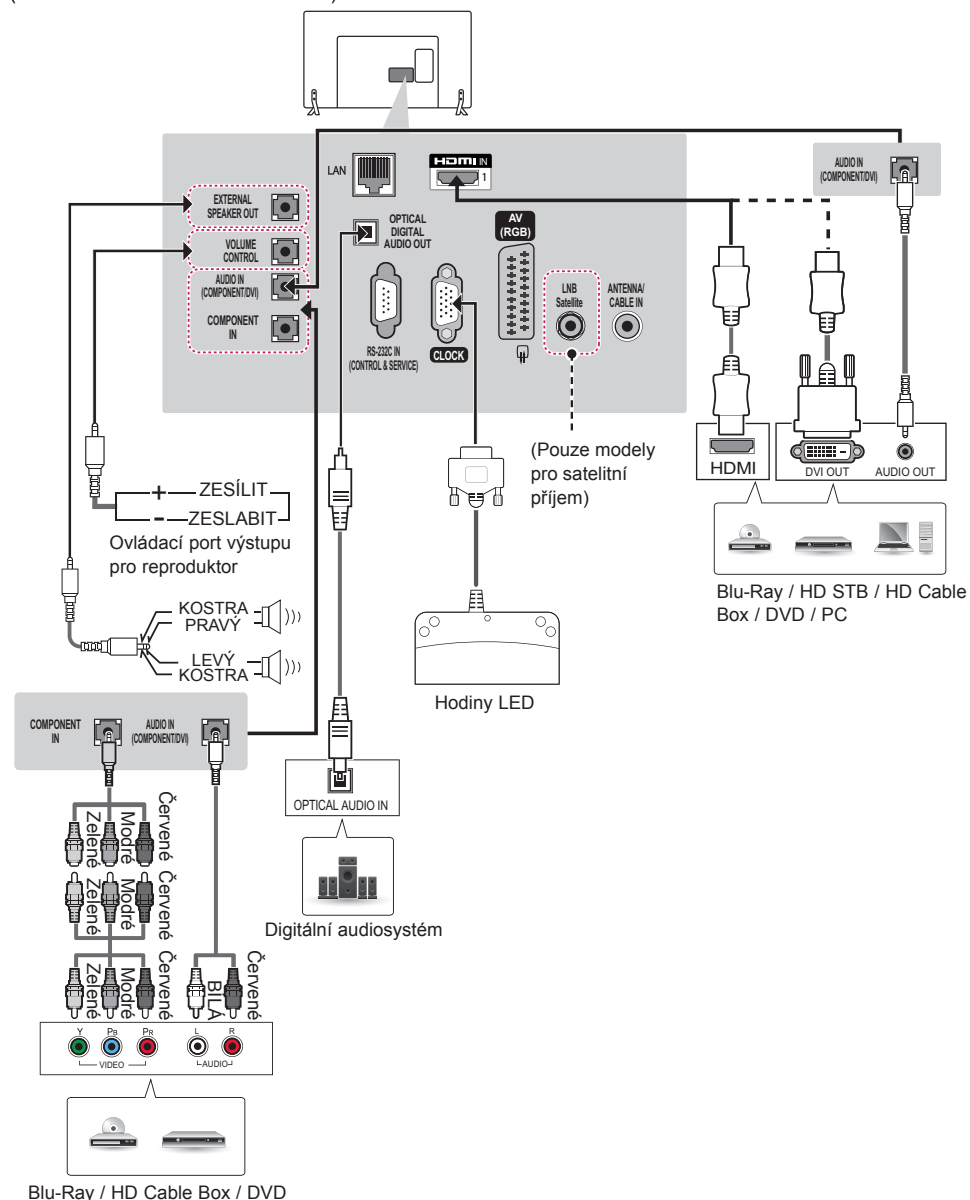 LAN
HDMI IN
1
AUDIO IN
(COMPONENT/DVI)
EXTERNAL
SPEAKER OUT
OPTICAL
DIGITAL
AUDIO OUT
AV
(RGB)
VOLUME
CONTROL
AUDIO IN
(COMPONENT/DVI)
COMPONENT
IN
LNB
Satellite
ANTENNA/
CABLE IN
RS-232C IN
(CONTROL & SERVICE)
CLOCK
(Pouze modely
pro satelitní
příjem)
HDMI
DVI OUT
AUDIO OUT
+ ZESÍLIT
- ZESLABIT
Ovládací port výstupu
pro reproduktor
Blu-Ray / HD STB / HD Cable
Box / DVD / PC
KOSTRA
PRAVÝ
LEVÝ
KOSTRA
Hodiny LED
COMPONENT
IN
AUDIO IN
(COMPONENT/DVI)
OPTICAL AUDIO IN
Digitální audiosystém
Zelené
Modré
Červené
Zelené
Modré
Červené
Zelené
Modré
Červené
BÍLÁ
Červené
Y
PB
PR
L
R
VIDEO
AUDIO
Blu-Ray / HD Cable Box / DVD